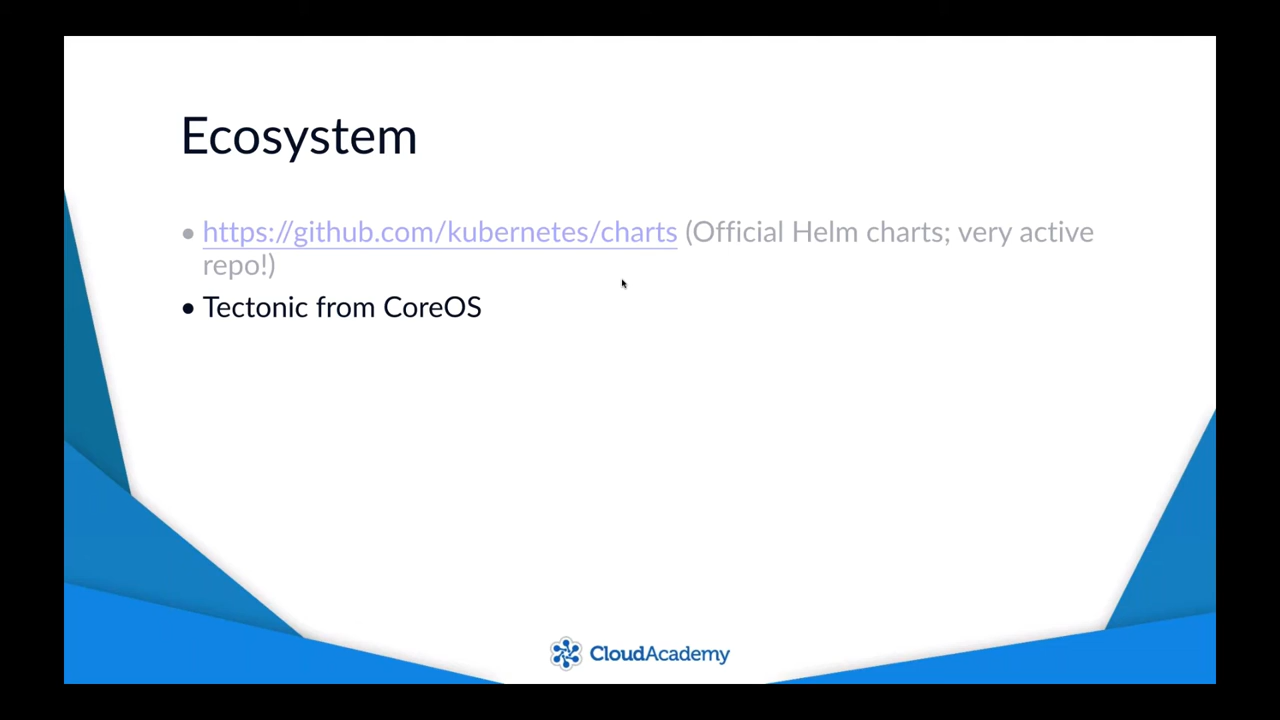 Ecosystem
• https://github.com/kubernetes/charts (Official Helm charts; very active
repo!)
• Tectonic from CoreOS
CloudAcademy